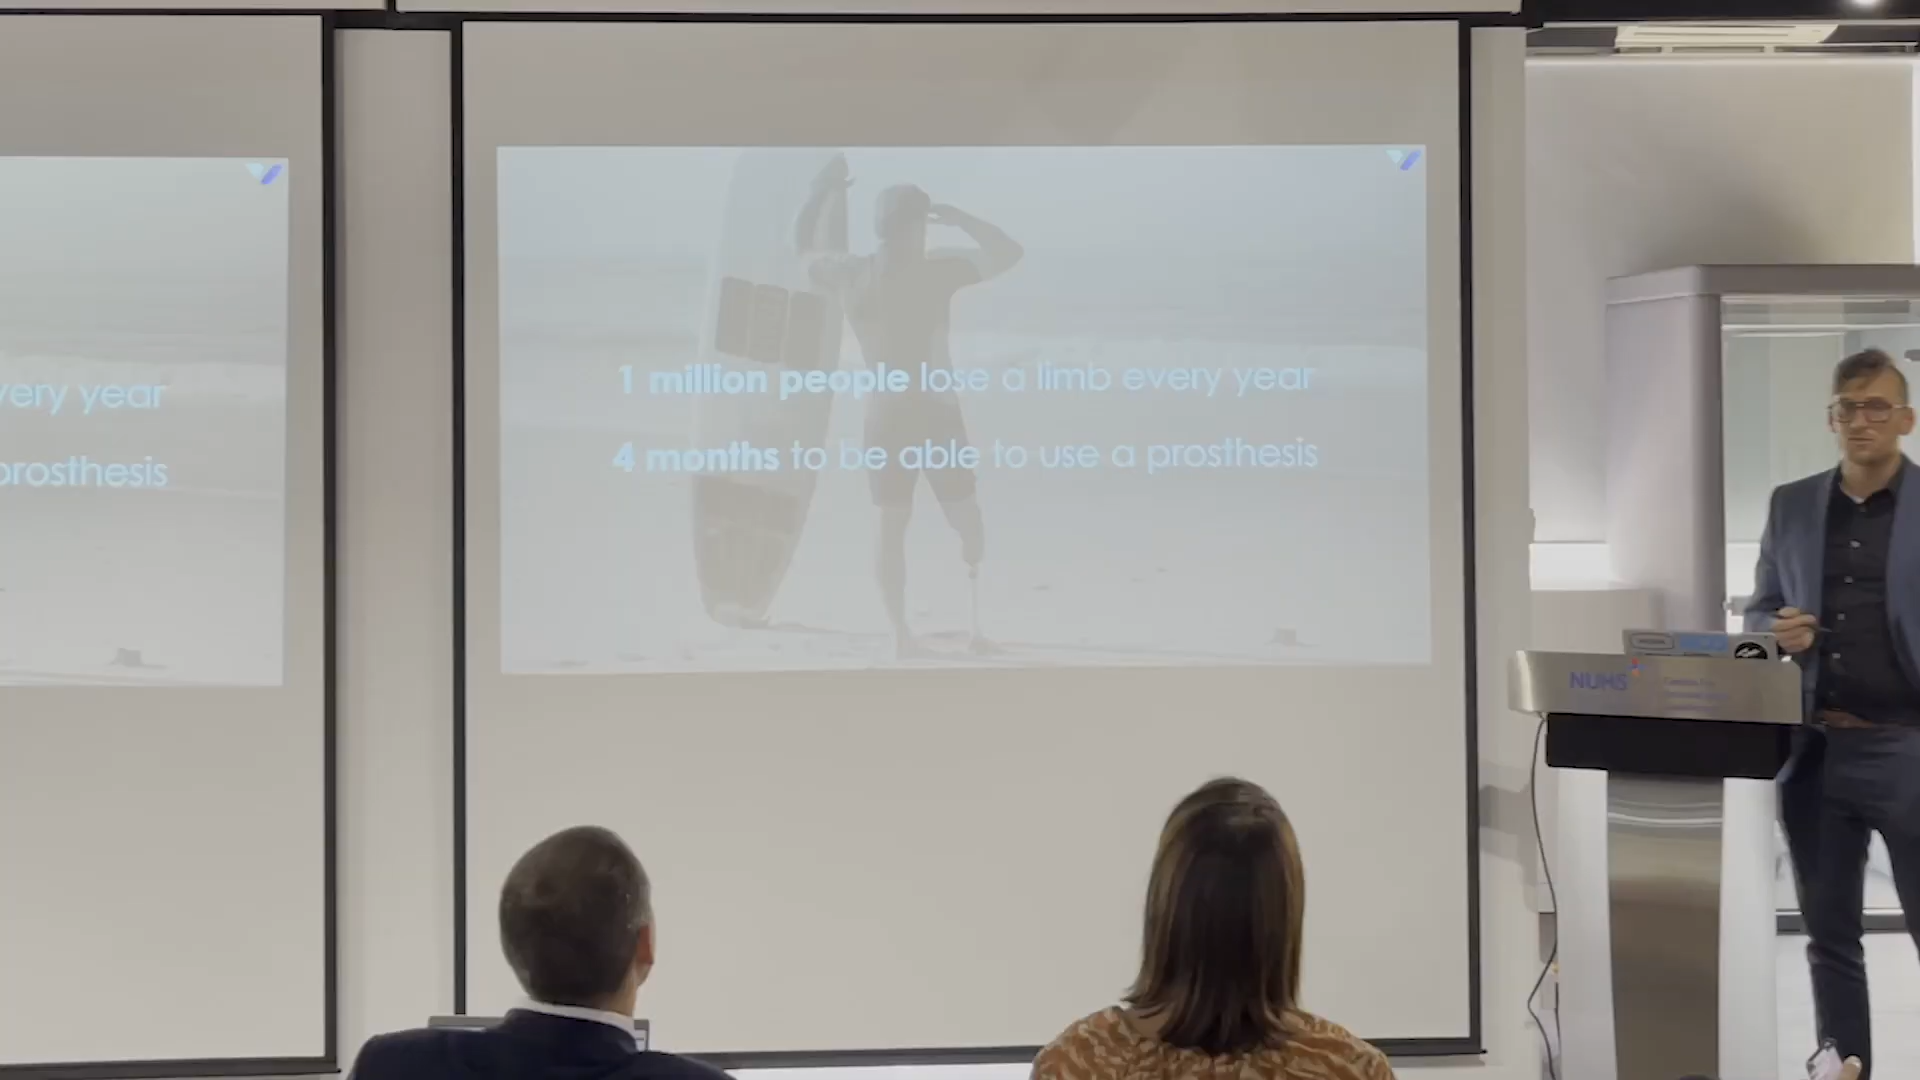 very year
prosthesis
1 million people lose a limb every year
4 months to be able to use a prosthesis
NUHS